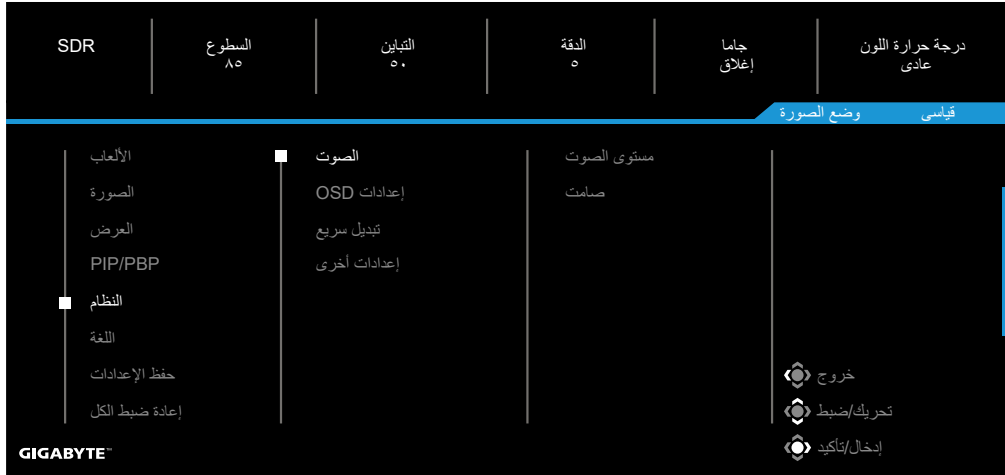 SDR
السطوع
٨٥
التباين
٥٠
الدقة
٥
جاما
إغلاق
درجة حرارة اللون
عادى
وضع الصورة قياسى
الألعاب
الصورة
العرض
PIP/PBP
النظام
اللغة
حفظ الإعدادات
إعادة ضبط الكل
الصوت
إعدادات OSD
تبديل سريع
إعدادات أخرى
مستوى الصوت
صامت
خروج
تحريك/ضبط
إدخال/تأكيد
GIGABYTE™